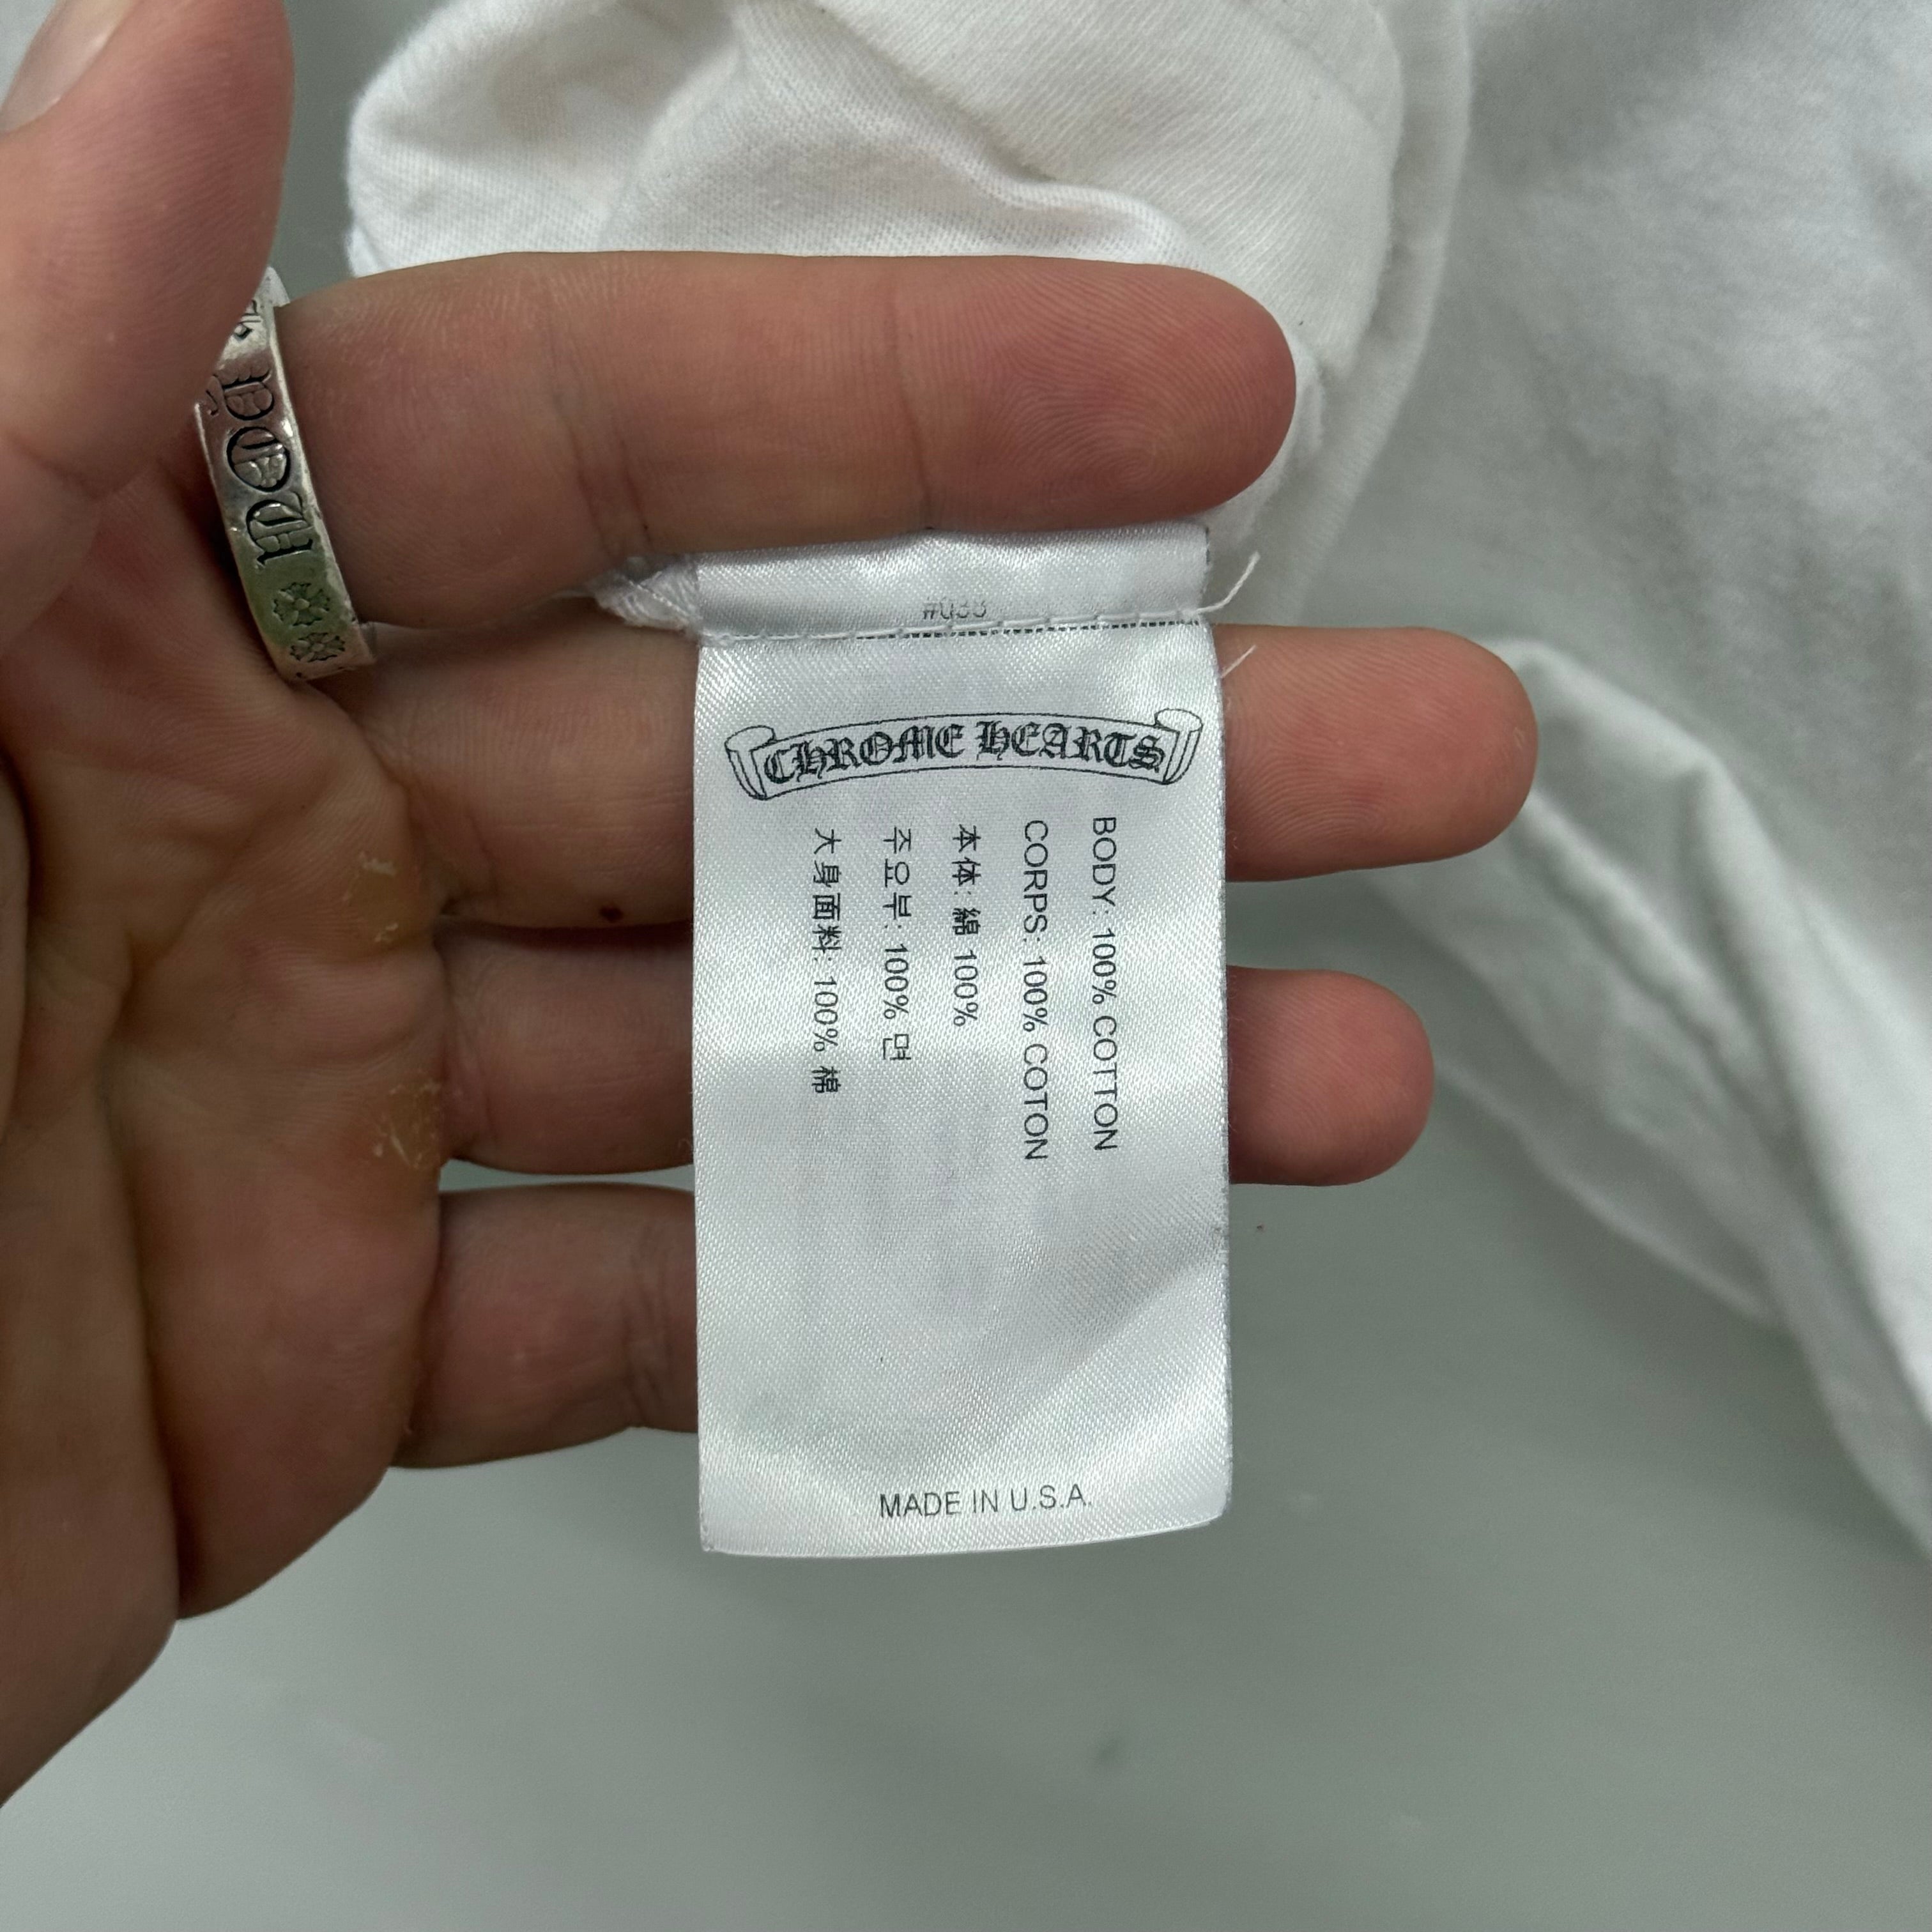 CHROME HEARTS
BODY: 100% COTTON
CORPS: 100% COTON
本体: 綿 100%
주요부: 100% 면
大身面料: 100% 棉
MADE IN U.S.A.